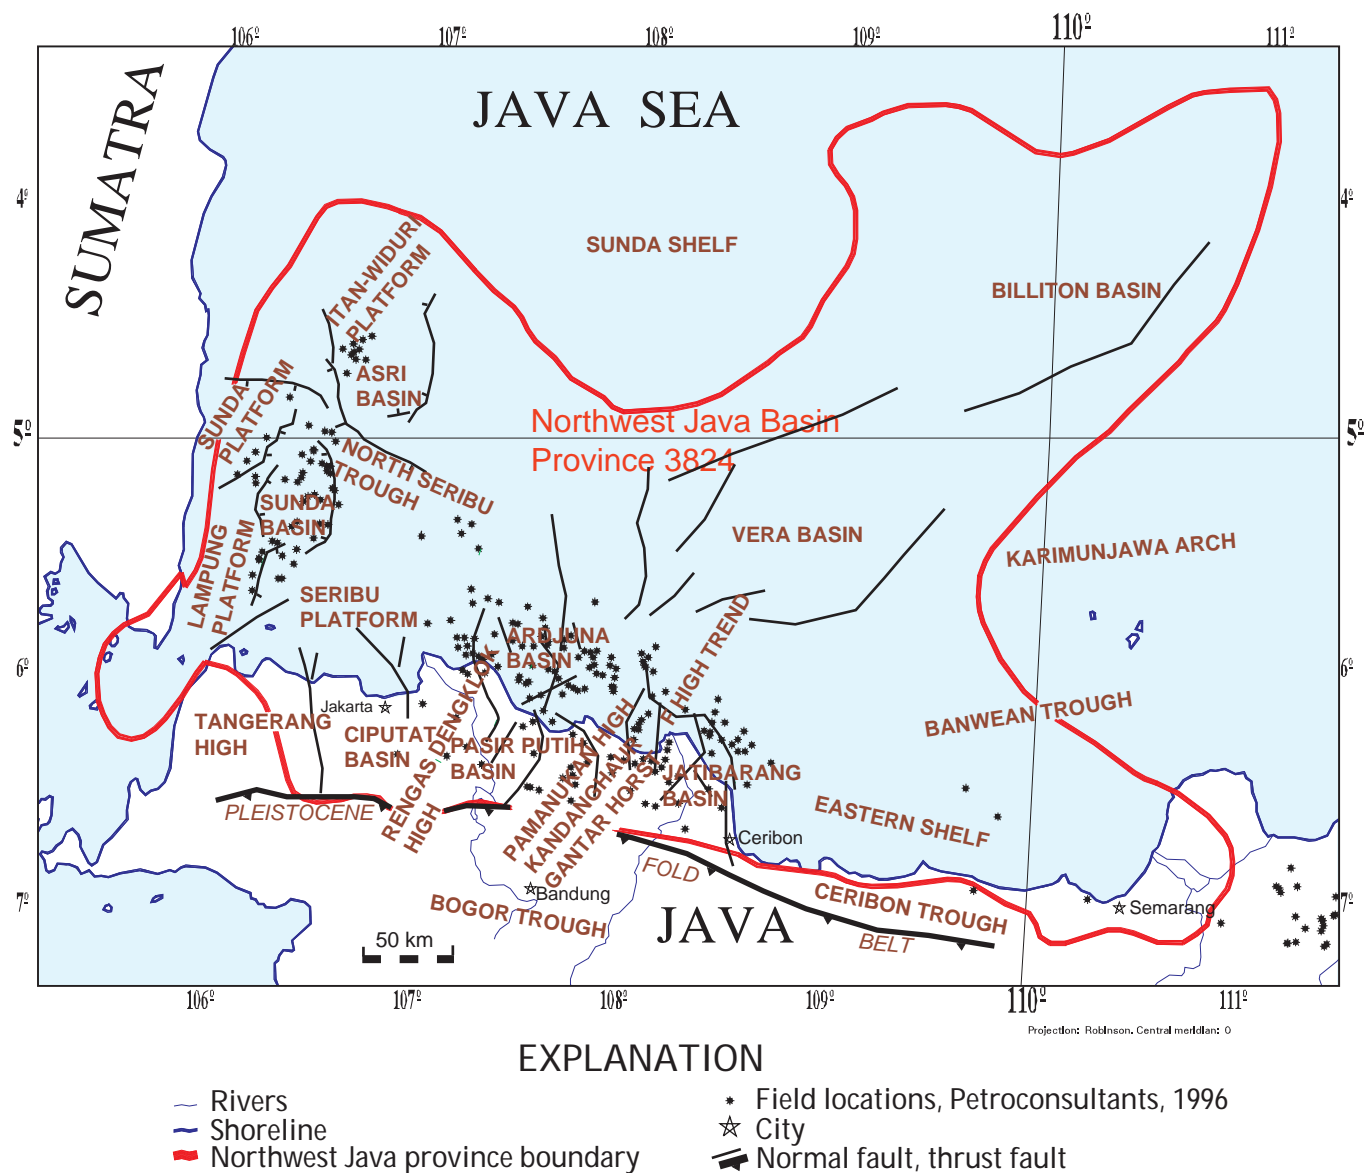 106º 107º 108º 109º 110º 111º
JAVA SEA
SUMATRA
4º
4º
SUNDA SHELF
ITAN-WIDURI
PLATFORM
BILLITON BASIN
ASRI
BASIN
SUNDA
PLATFORM
Northwest Java Basin
Province 3824
5º
5º
NORTH SERIBU
TROUGH
SUNDA
BASIN
VERA BASIN
KARIMUNJAWA ARCH
LAMPUNG
PLATFORM
SERIBU
PLATFORM
ARDJUNA
BASIN
F HIGH TREND
6º
6º
Jakarta
TANGERANG
HIGH
CIPUTAT
BASIN
RENGASDENGKLOK
HIGH
PASIR PUTIH
BASIN
BANWEAN TROUGH
PAMANUKAN HIGH
KANDANGHAUR
GANTAR HORST
JATIBARANG
BASIN
PLEISTOCENE
EASTERN SHELF
Ceribon
FOLD
Bandung
CERIBON TROUGH
Semarang
7º
7º
BOGOR TROUGH
JAVA
BELT
50 km
106º 107º 108º 109º 110º 111º
Projection: Robinson. Central meridian: 0
EXPLANATION
Rivers
Shoreline
Northwest Java province boundary
Field locations, Petroconsultants, 1996
City
Normal fault, thrust fault